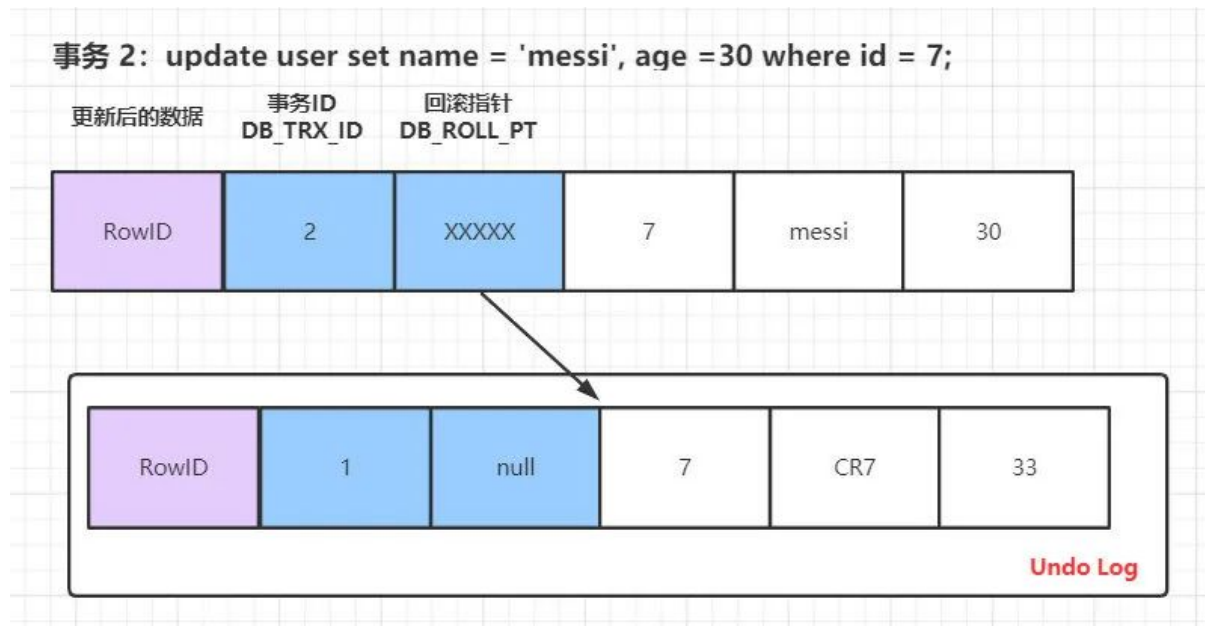 事务 2：update user set name = 'messi', age =30 where id = 7;
更新后的数据
事务ID
DB_TRX_ID
回滚指针
DB_ROLL_PT
RowID
2
XXXXX
7
messi
30
RowID
1
null
7
CR7
33
Undo Log